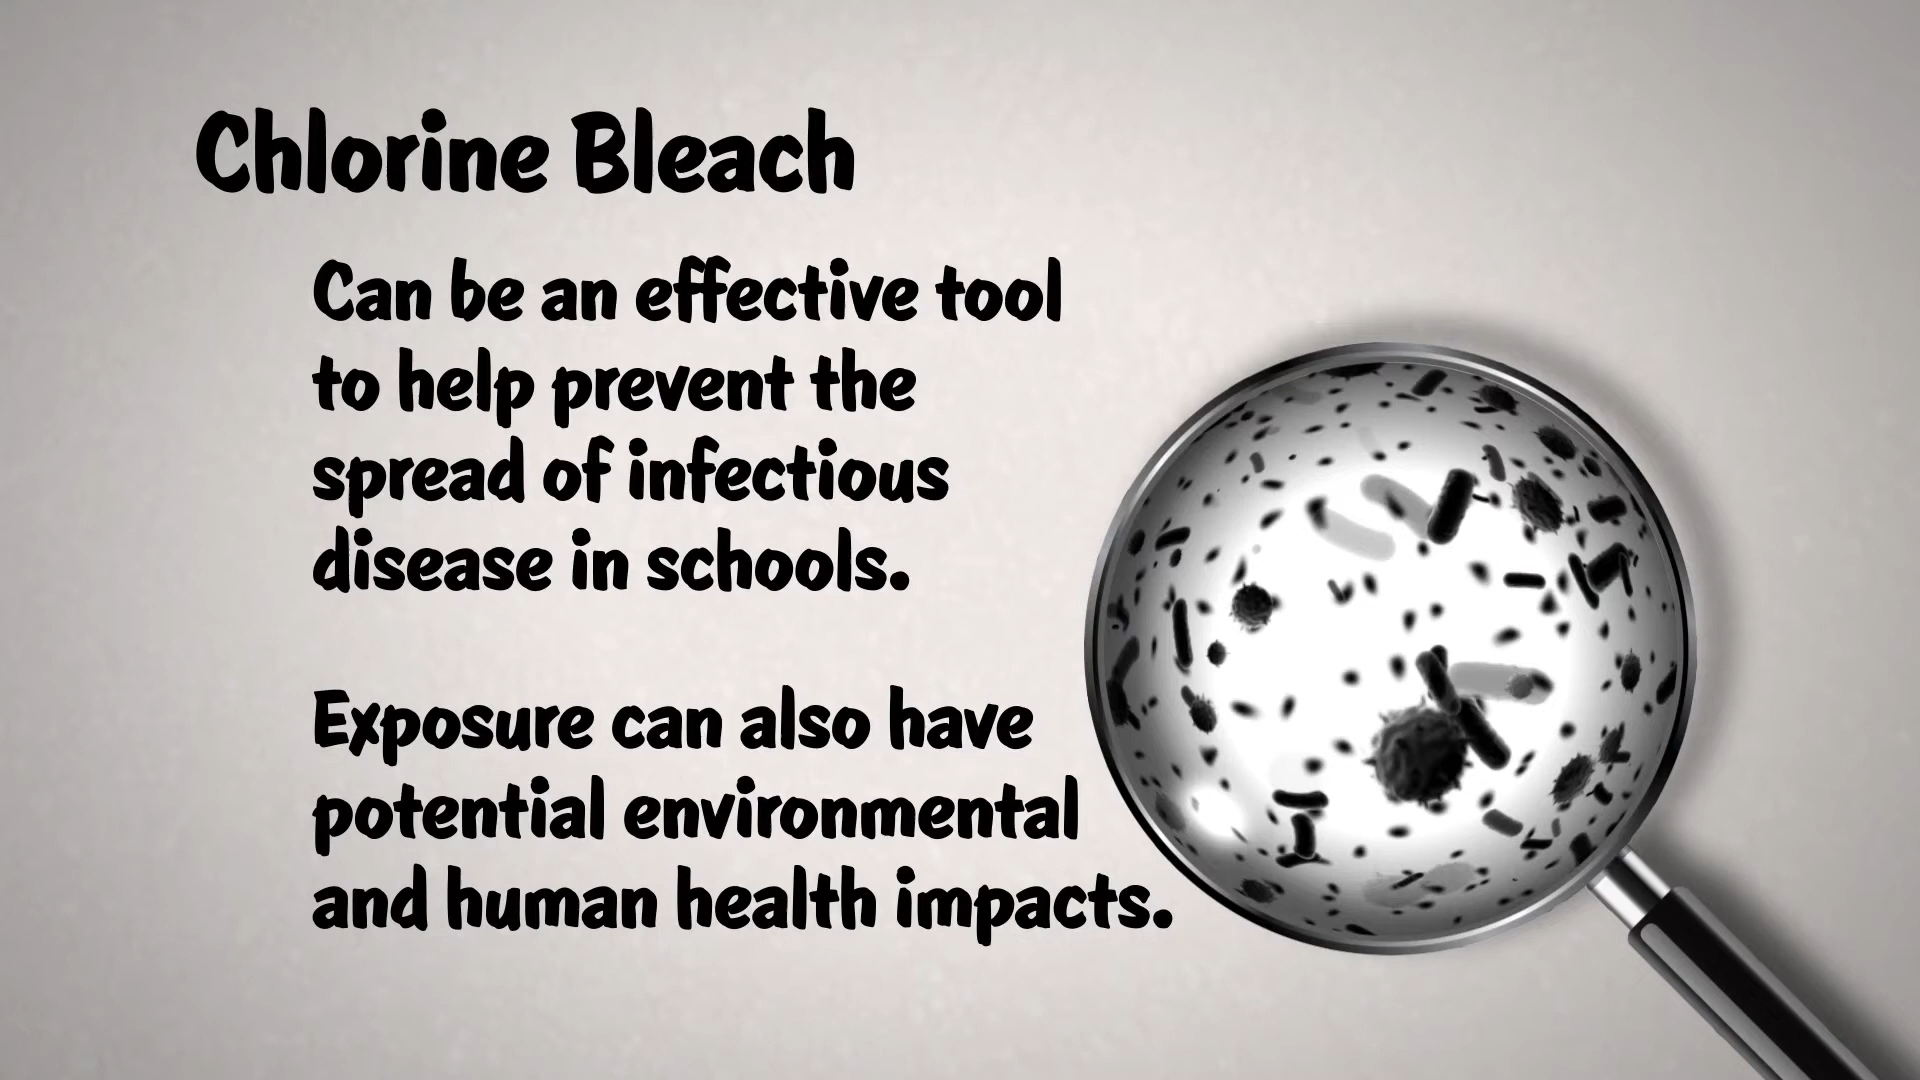 Chlorine Bleach
Can be an effective tool
to help prevent the
spread of infectious
disease in schools.
Exposure can also have
potential environmental
and human health impacts.